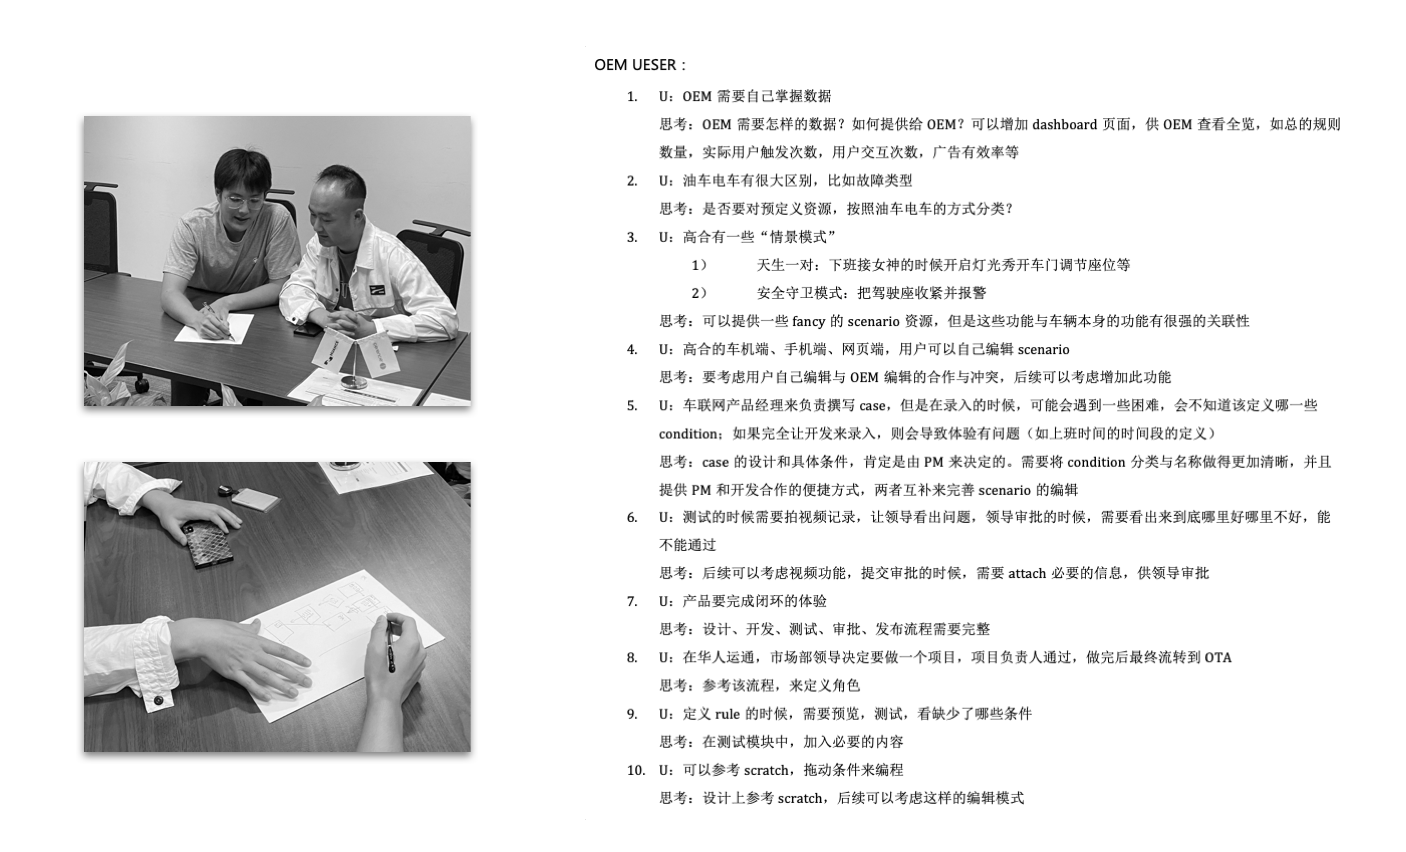 OEM UESER：
1. U：OEM 需要自己掌握数据
思考：OEM 需要怎样的数据？如何提供给 OEM？可以增加 dashboard 页面，供 OEM 查看全览，如总的规则
数量，实际用户触发次数，用户交互次数，广告有效率等
2. U：油车电车有很大区别，比如故障类型
思考：是否要对预定义资源，按照油车电车的方式分类？
3. U：高合有一些“情景模式”
1） 天生一对：下班接女神的时候开启灯光秀开车门调节座位等
2） 安全守卫模式：把驾驶座收紧并报警
思考：可以提供一些 fancy 的 scenario 资源，但是这些功能与车辆本身的功能有很强的关联性
4. U：高合的车机端、手机端、网页端，用户可以自己编辑 scenario
思考：要考虑用户自己编辑与 OEM 编辑的合作与冲突，后续可以考虑增加此功能
5. U：车联网产品经理来负责撰写 case，但是在录入的时候，可能会遇到一些困难，会不知道该定义哪一些
condition；如果完全让开发来录入，则会导致体验有问题（如上班时间的时间段的定义）
思考：case 的设计和具体条件，肯定是由 PM 来决定的。需要将 condition 分类与名称做得更加清晰，并且
提供 PM 和开发合作的便捷方式，两者互补来完善 scenario 的编辑
6. U：测试的时候需要拍视频记录，让领导看出问题，领导审批的时候，需要看出来到底哪里好哪里不好，能
不能通过
思考：后续可以考虑视频功能，提交审批的时候，需要 attach 必要的信息，供领导审批
7. U：产品要完成闭环的体验
思考：设计、开发、测试、审批、发布流程需要完整
8. U：在华人运通，市场部领导决定要做一个项目，项目负责人通过，做完后最终流转到 OTA
思考：参考该流程，来定义角色
9. U：定义 rule 的时候，需要预览，测试，看缺少了哪些条件
思考：在测试模块中，加入必要的内容
10. U：可以参考 scratch，拖动条件来编程
思考：设计上参考 scratch，后续可以考虑这样的编辑模式